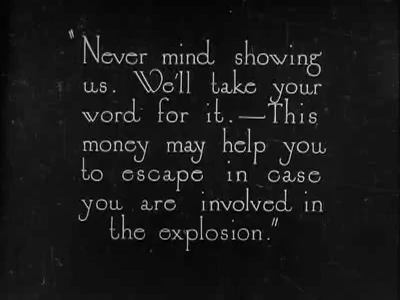 "Never mind showing
us. We'll take your
word for it.—This
money may help you
to escape in case
you are involved in
the explosion."